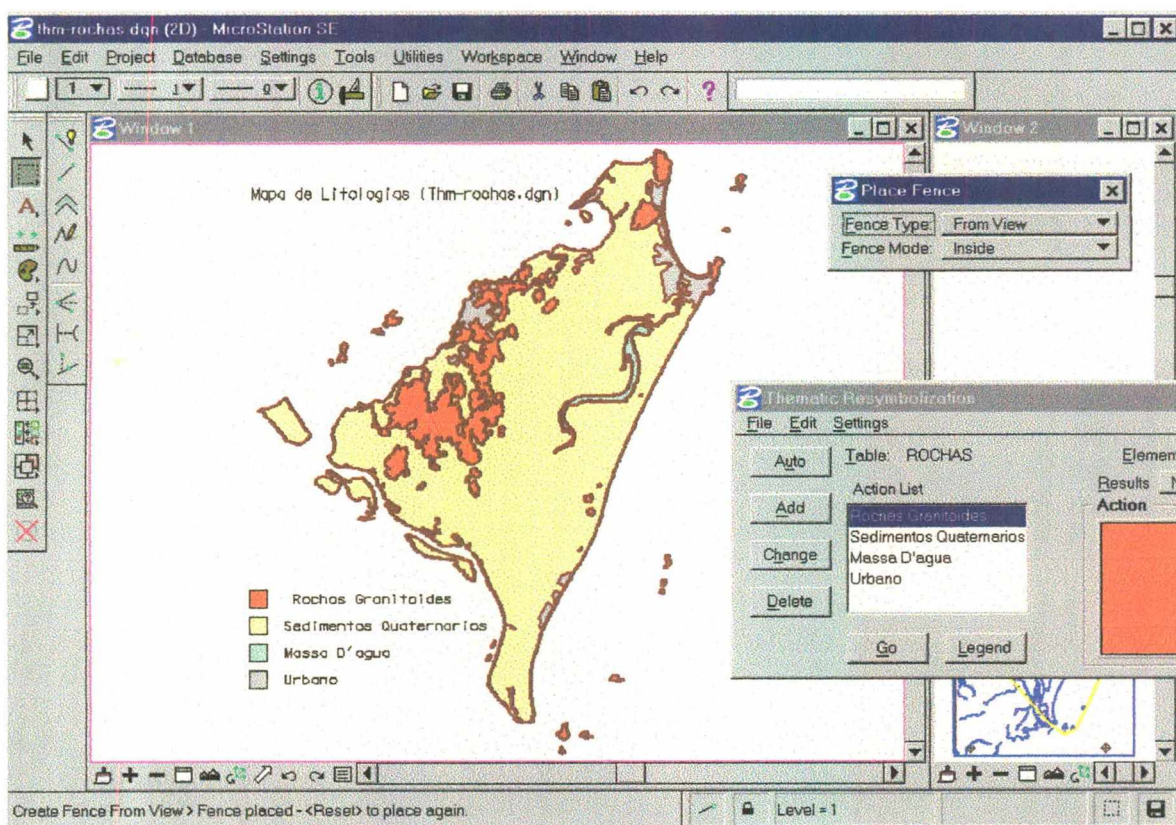 thm-rochas.dgn (2D) - MicroStation SE
File Edit Project Database Settings Tools Utilities Workspace Window Help
1 1 0
Window 1
Window 2
Mapa de Litologias (Thm-rochas.dgn)
Rochas Granitoides
Sedimentos Quaternarios
Massa D'agua
Urbano
Place Fence
Fence Type: From View
Fence Mode: Inside
Thematic Resymbolization
File Edit Settings
Auto
Add
Change
Delete
Table: ROCHAS
Action List
Rochas Granitoides
Sedimentos Quaternarios
Massa D'agua
Urbano
Go Legend
Elemen
Results N
Action
Create Fence From View > Fence placed - <Reset> to place again.
Level = 1